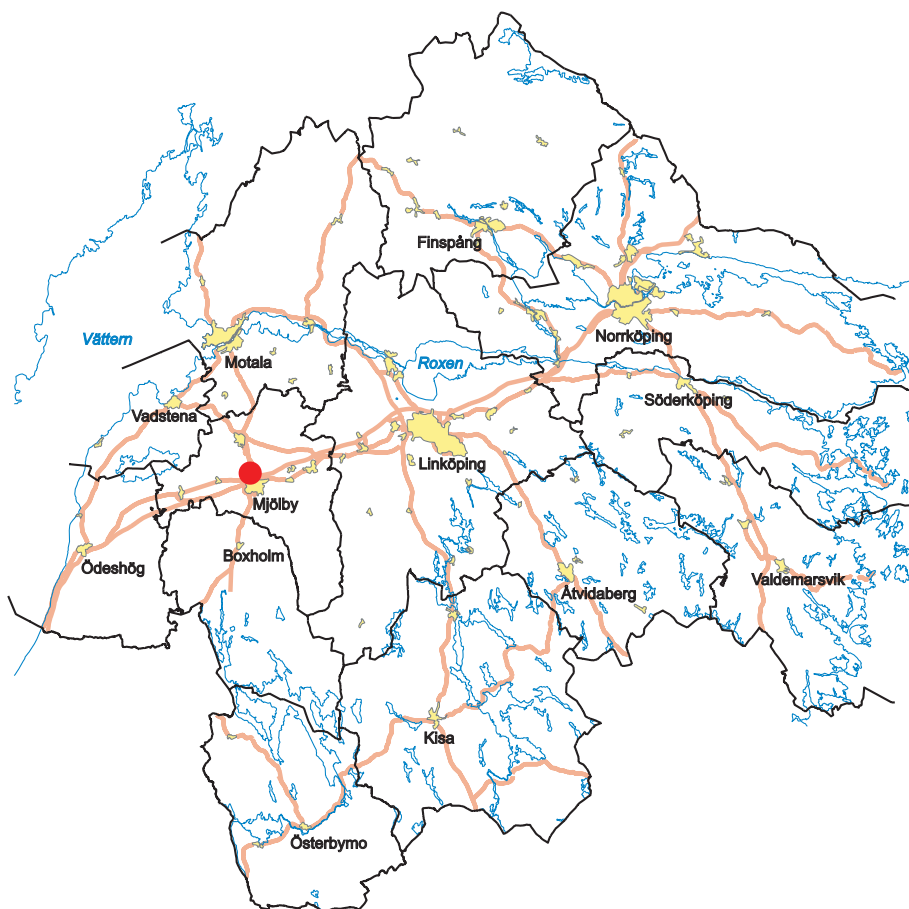 Finspång
Vättern
Norrköping
Motala
Roxen
Söderköping
Vadstena
Linköping
Mjölby
Boxholm
Ödeshög
Valdemarsvik
Åtvidaberg
Kisa
Österbymo